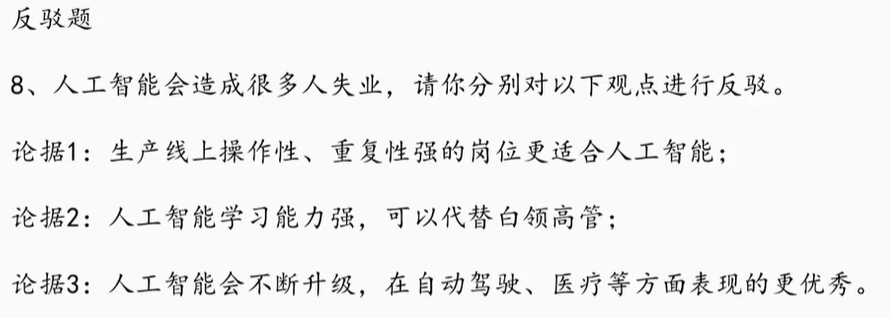 反驳题
8、人工智能会造成很多人失业，请你分别对以下观点进行反驳。
论据1：生产线上操作性、重复性强的岗位更适合人工智能；
论据2：人工智能学习能力强，可以代替白领高管；
论据3：人工智能会不断升级，在自动驾驶、医疗等方面表现的更优秀。